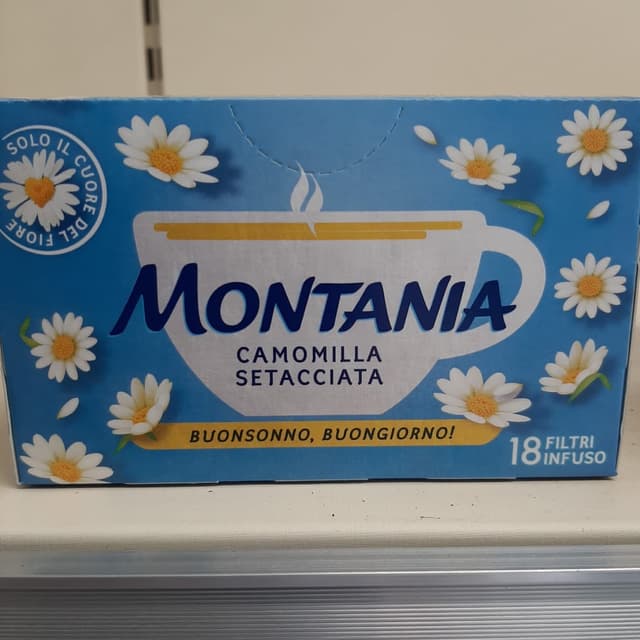 SOLO IL CUORE DEL FIORE
MONTANIA
CAMOMILLA
SETACCIATA
BUONSONNO, BUONGIORNO!
18 FILTRI
INFUSO